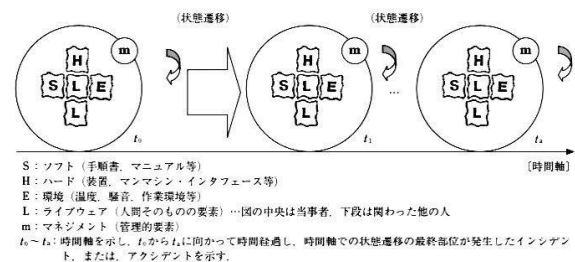 (状態遷移) (状態遷移)
m m m
H H H
S L E S L E S L E
…
L L L
t₀ t₁ tₐ
[時間軸]
S:ソフト(手順書,マニュアル等)
H:ハード(装置,マンマシン・インタフェース等)
E:環境(温度,騒音,作業環境等)
L:ライブウェア(人間そのものの要素)…図の中央は当事者,下段は関わった他の人
m:マネジメント(管理的要素)
t₀~tₐ:時間軸を示し,t₀からtₐに向かって時間経過し,時間軸での状態遷移の最終部位が発生したインシデン
ト,または,アクシデントを示す.